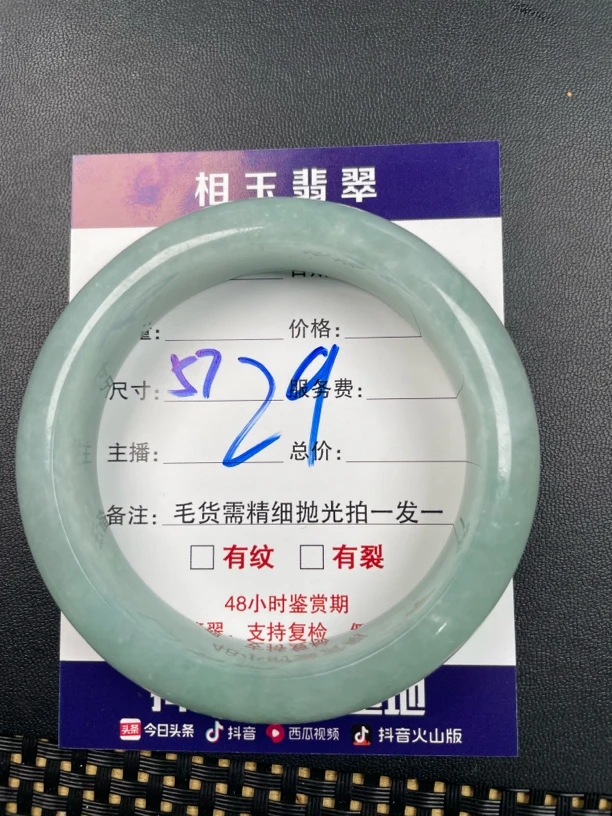 相玉翡翠
价格:
尺寸: 57 服务费:
29
主播: 总价:
备注: 毛货需精细抛光拍一发一
有纹 有裂
48小时鉴赏期
支持复检
头条 今日头条 抖音 西瓜视频 抖音火山版